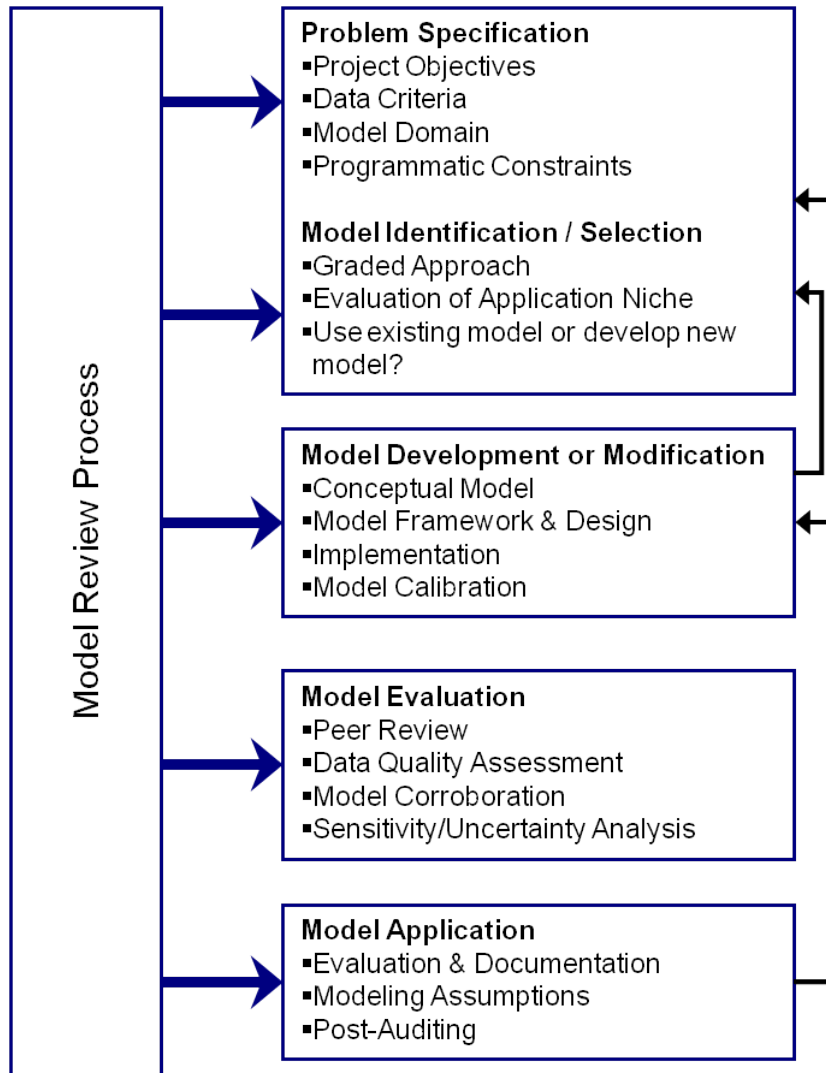 Model Review Process
Problem Specification
▪Project Objectives
▪Data Criteria
▪Model Domain
▪Programmatic Constraints
Model Identification / Selection
▪Graded Approach
▪Evaluation of Application Niche
▪Use existing model or develop new
model?
Model Development or Modification
▪Conceptual Model
▪Model Framework & Design
▪Implementation
▪Model Calibration
Model Evaluation
▪Peer Review
▪Data Quality Assessment
▪Model Corroboration
▪Sensitivity/Uncertainty Analysis
Model Application
▪Evaluation & Documentation
▪Modeling Assumptions
▪Post-Auditing